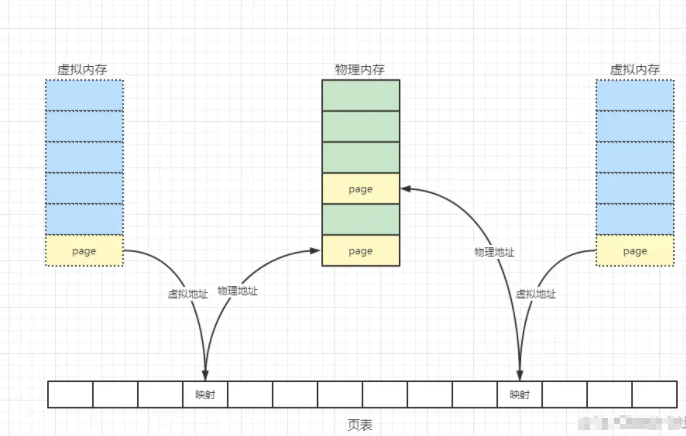 虚拟内存
物理内存
虚拟内存
page
page
page
page
物理地址
虚拟地址
物理地址
虚拟地址
映射
映射
页表